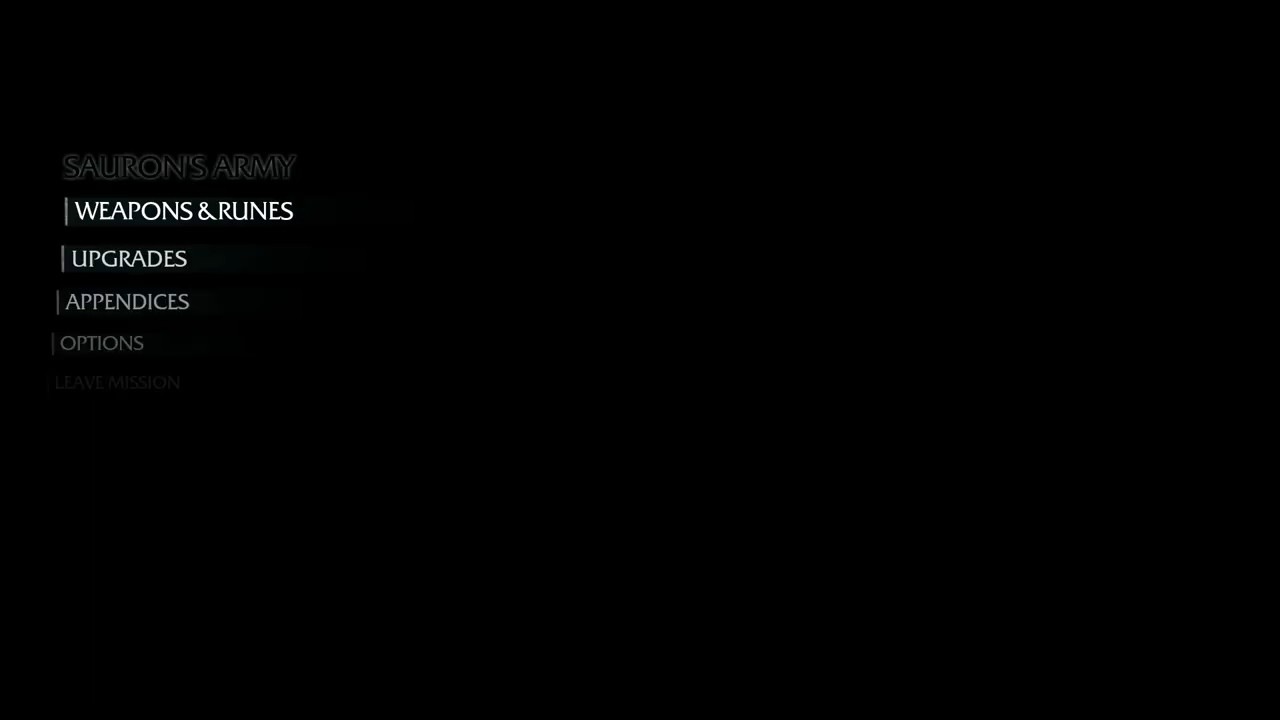 SAURON'S ARMY
WEAPONS & RUNES
UPGRADES
APPENDICES
OPTIONS
LEAVE MISSION